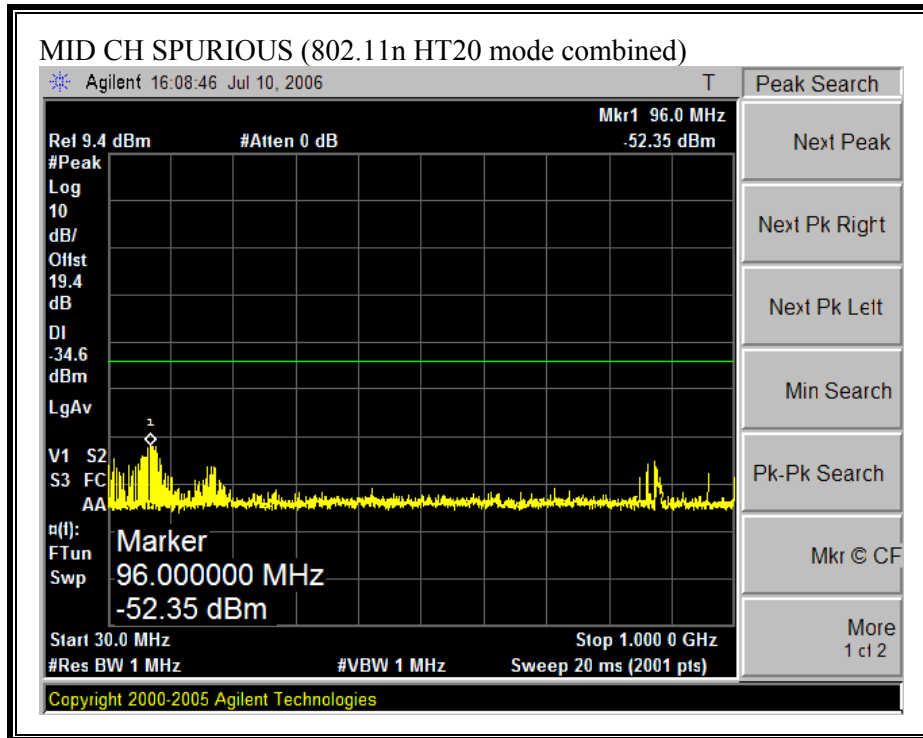 MID CH SPURIOUS (802.11n HT20 mode combined)
Agilent 16:08:46 Jul 10, 2006 T
Mkr1 96.0 MHz
Ref 9.4 dBm #Atten 0 dB -52.35 dBm
#Peak
Log
10
dB/
Offst
19.4
dB
DI
-34.6
dBm
LgAv
1
V1 S2
S3 FC
AA
¤(f):
FTun
Swp
Marker
96.000000 MHz
-52.35 dBm
Start 30.0 MHz Stop 1.000 0 GHz
#Res BW 1 MHz #VBW 1 MHz Sweep 20 ms (2001 pts)
Copyright 2000-2005 Agilent Technologies
Peak Search
Next Peak
Next Pk Right
Next Pk Left
Min Search
Pk-Pk Search
Mkr © CF
More
1 of 2